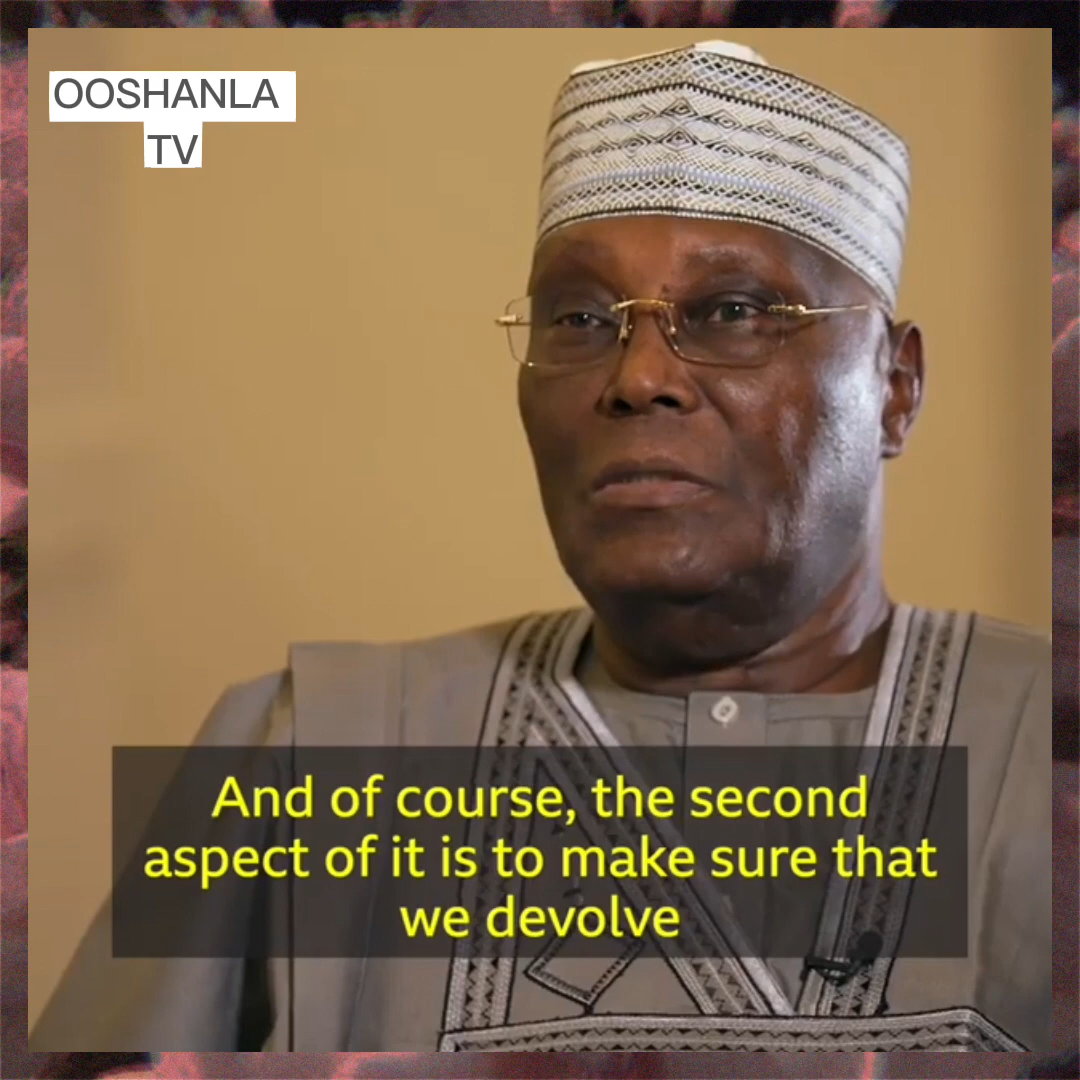 OOSHANLA
TV
And of course, the second
aspect of it is to make sure that
we devolve